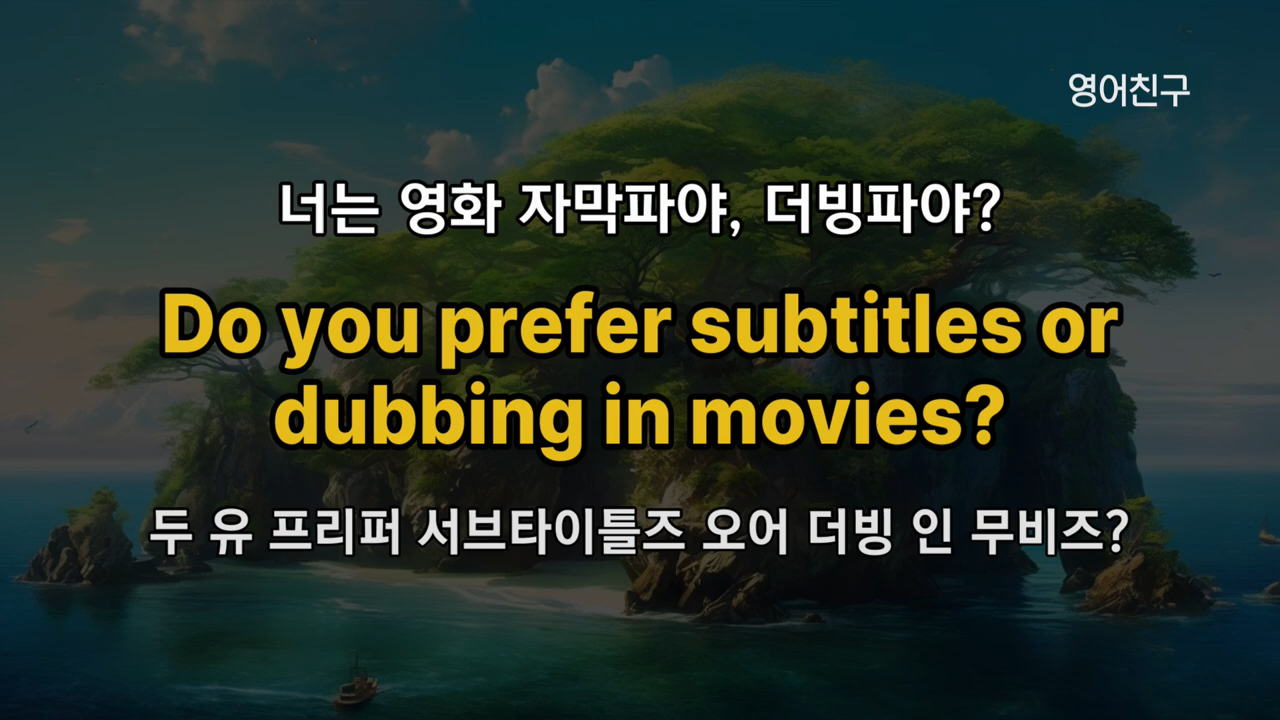 영어친구
너는 영화 자막파야, 더빙파야?
Do you prefer subtitles or
dubbing in movies?
두 유 프리퍼 서브타이틀즈 오어 더빙 인 무비즈?